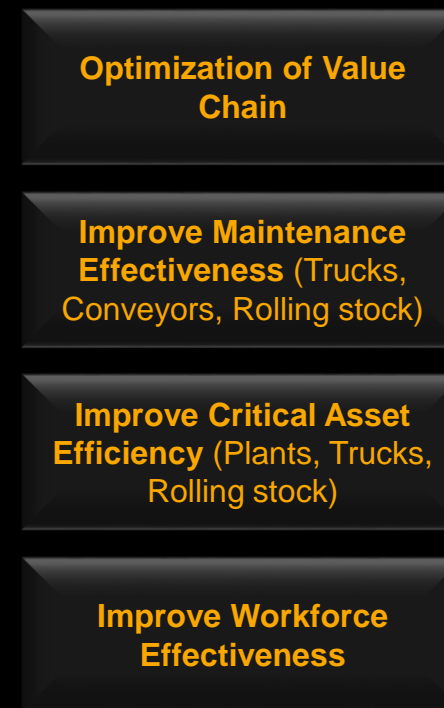 Optimization of Value
Chain
Improve Maintenance
Effectiveness (Trucks,
Conveyors, Rolling stock)
Improve Critical Asset
Efficiency (Plants, Trucks,
Rolling stock)
Improve Workforce
Effectiveness